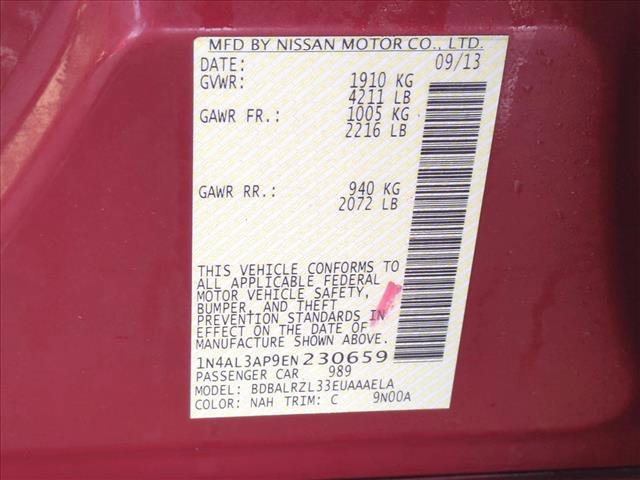 MFD BY NISSAN MOTOR CO., LTD.
DATE: 09/13
GVWR: 1910 KG
4211 LB
GAWR FR.: 1005 KG
2216 LB
GAWR RR.: 940 KG
2072 LB
THIS VEHICLE CONFORMS TO
ALL APPLICABLE FEDERAL
MOTOR VEHICLE SAFETY,
BUMPER, AND THEFT
PREVENTION STANDARDS IN
EFFECT ON THE DATE OF
MANUFACTURE SHOWN ABOVE.
1N4AL3AP9EN230659
PASSENGER CAR 989
MODEL: BDBALRZL33EUAAAELA
COLOR: NAH TRIM: C 9N00A